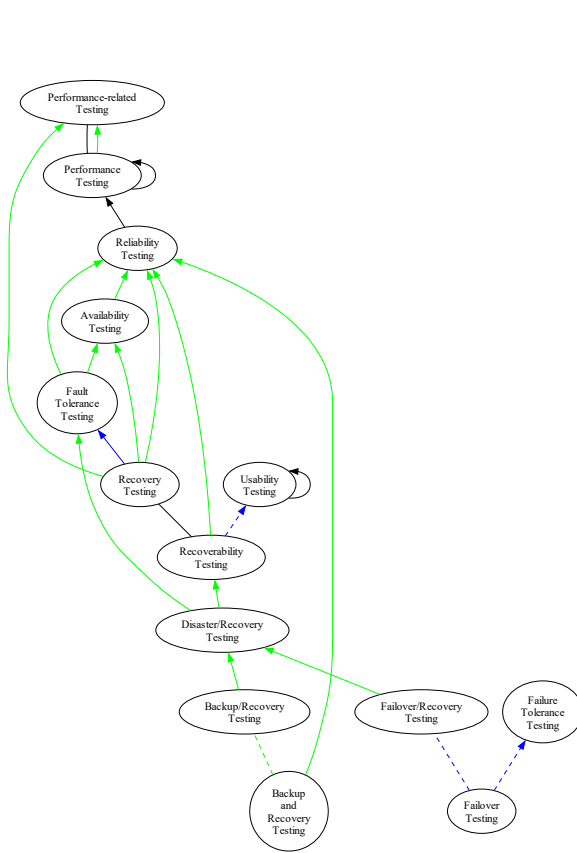 Performance-related
Testing
Performance
Testing
Reliability
Testing
Availability
Testing
Fault
Tolerance
Testing
Recovery
Testing
Usability
Testing
Recoverability
Testing
Disaster/Recovery
Testing
Backup/Recovery
Testing
Failover/Recovery
Testing
Failure
Tolerance
Testing
Backup
and
Recovery
Testing
Failover
Testing